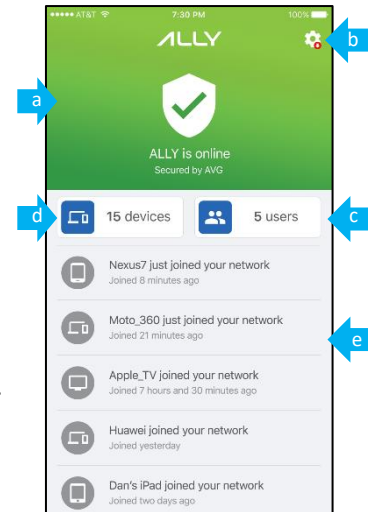 AT&T 7:30 PM 100%
ALLY
b
a
ALLY is online
Secured by AVG
d 15 devices 5 users c
Nexus7 just joined your network
Joined 8 minutes ago
Moto_360 just joined your network
Joined 21 minutes ago
e
Apple_TV joined your network
Joined 7 hours and 30 minutes ago
Huawei joined your network
Joined yesterday
Dan's iPad joined your network
Joined two days ago